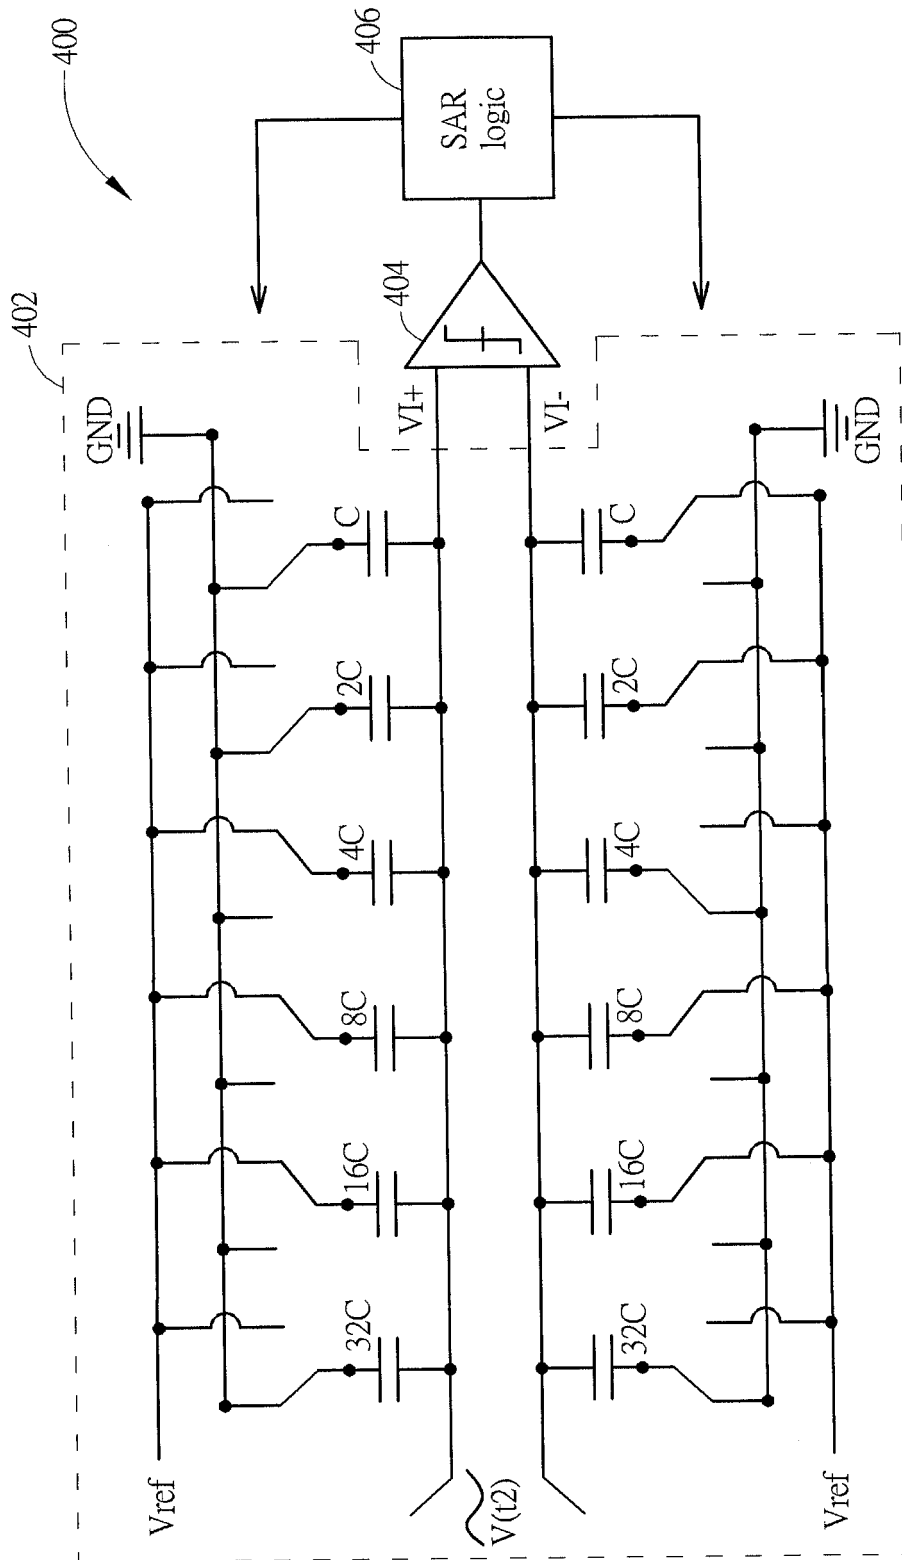 400
402
Vref
GND
32C
16C
8C
4C
2C
C
VI+
404
406
SAR
logic
V(t2)
VI-
32C
16C
8C
4C
2C
C
GND
Vref